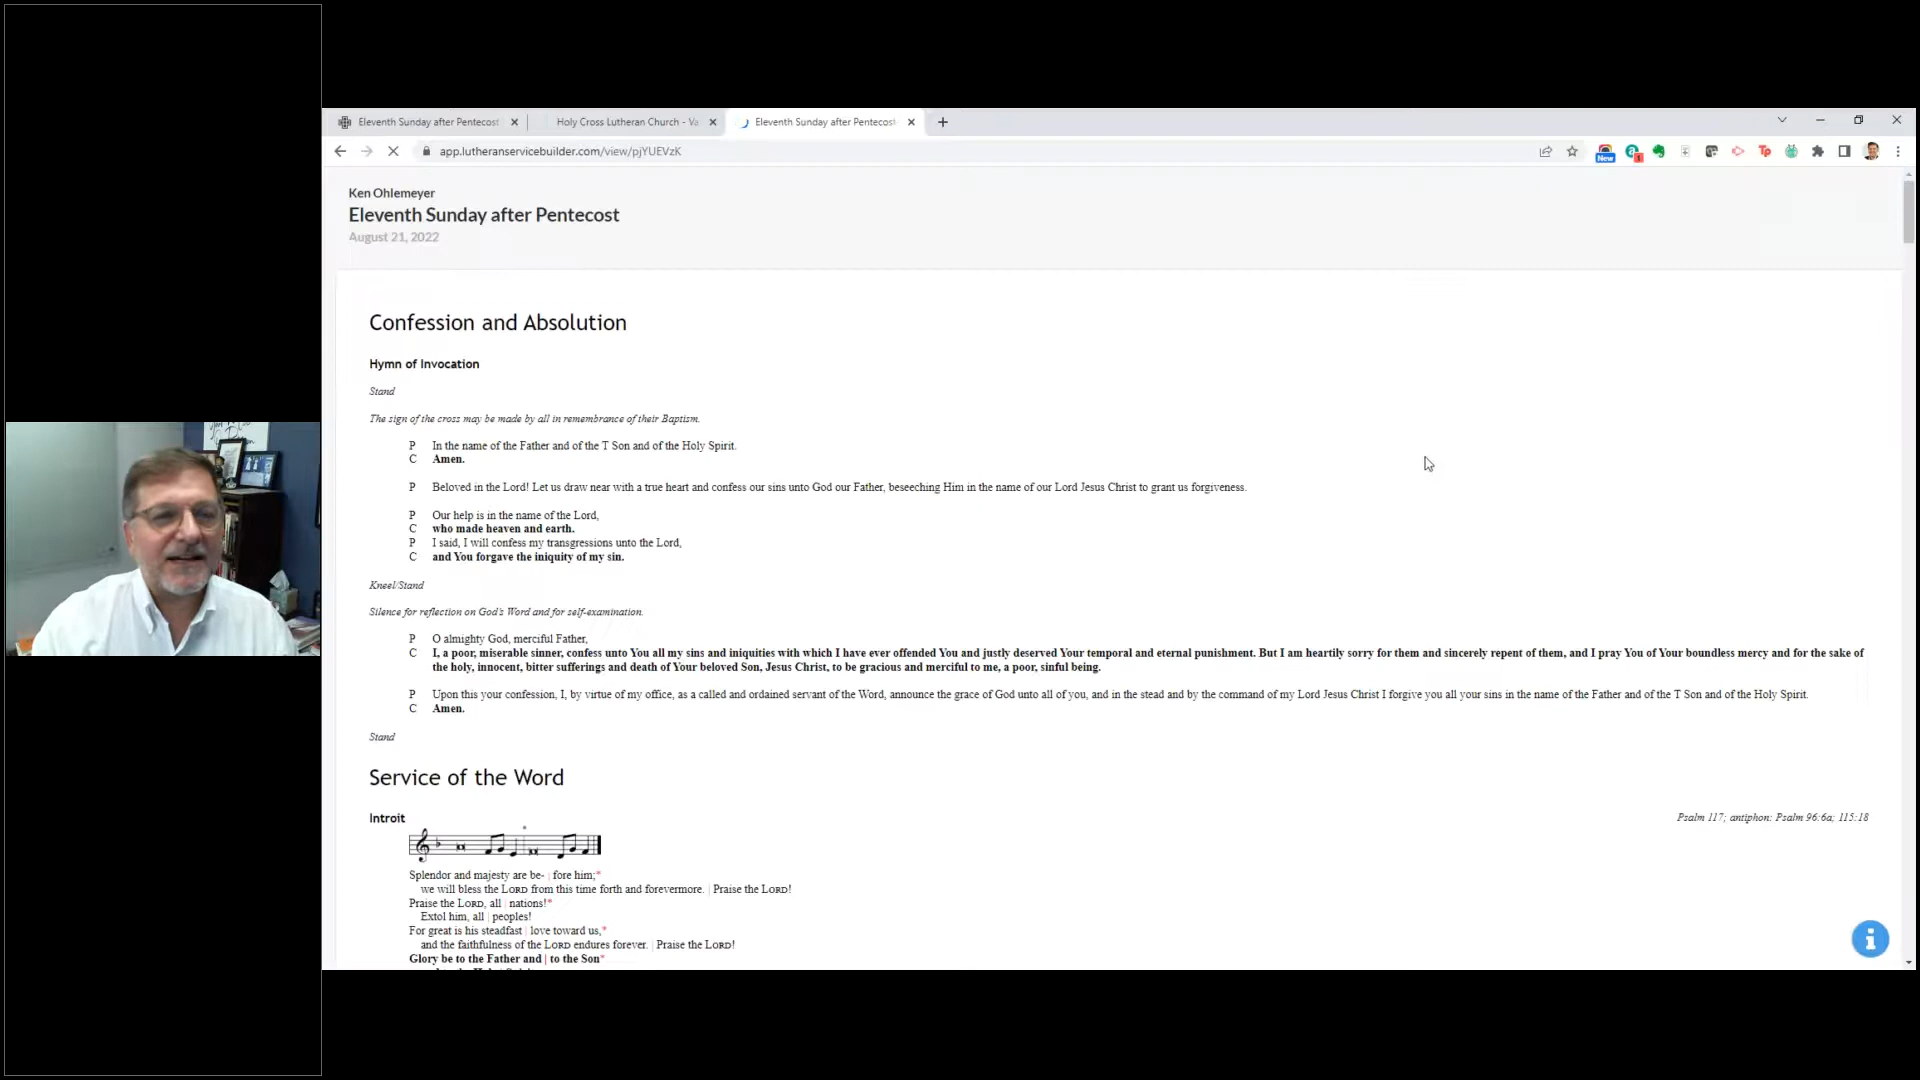 Eleventh Sunday after Pentecost
Holy Cross Lutheran Church - Va
Eleventh Sunday after Pentecost
app.lutheranservicebuilder.com/view/pjYUEVzK
New
1
Tp
Ken Ohlemeyer
Eleventh Sunday after Pentecost
August 21, 2022
Confession and Absolution
Hymn of Invocation
Stand
The sign of the cross may be made by all in remembrance of their Baptism.
P In the name of the Father and of the T Son and of the Holy Spirit.
C Amen.
P Beloved in the Lord! Let us draw near with a true heart and confess our sins unto God our Father, beseeching Him in the name of our Lord Jesus Christ to grant us forgiveness.
P Our help is in the name of the Lord,
C who made heaven and earth.
P I said, I will confess my transgressions unto the Lord,
C and You forgave the iniquity of my sin.
Kneel/Stand
Silence for reflection on God's Word and for self-examination.
P O almighty God, merciful Father,
C I, a poor, miserable sinner, confess unto You all my sins and iniquities with which I have ever offended You and justly deserved Your temporal and eternal punishment. But I am heartily sorry for them and sincerely repent of them, and I pray You of Your boundless mercy and for the sake of
the holy, innocent, bitter sufferings and death of Your beloved Son, Jesus Christ, to be gracious and merciful to me, a poor, sinful being.
P Upon this your confession, I, by virtue of my office, as a called and ordained servant of the Word, announce the grace of God unto all of you, and in the stead and by the command of my Lord Jesus Christ I forgive you all your sins in the name of the Father and of the T Son and of the Holy Spirit.
C Amen.
Stand
Service of the Word
Introit
Psalm 117; antiphon: Psalm 96:6a; 115:18
Splendor and majesty are be- | fore him;*
we will bless the LORD from this time forth and forevermore. | Praise the LORD!
Praise the LORD, all | nations!*
Extol him, all | peoples!
For great is his steadfast | love toward us,*
and the faithfulness of the LORD endures forever. | Praise the LORD!
Glory be to the Father and | to the Son*